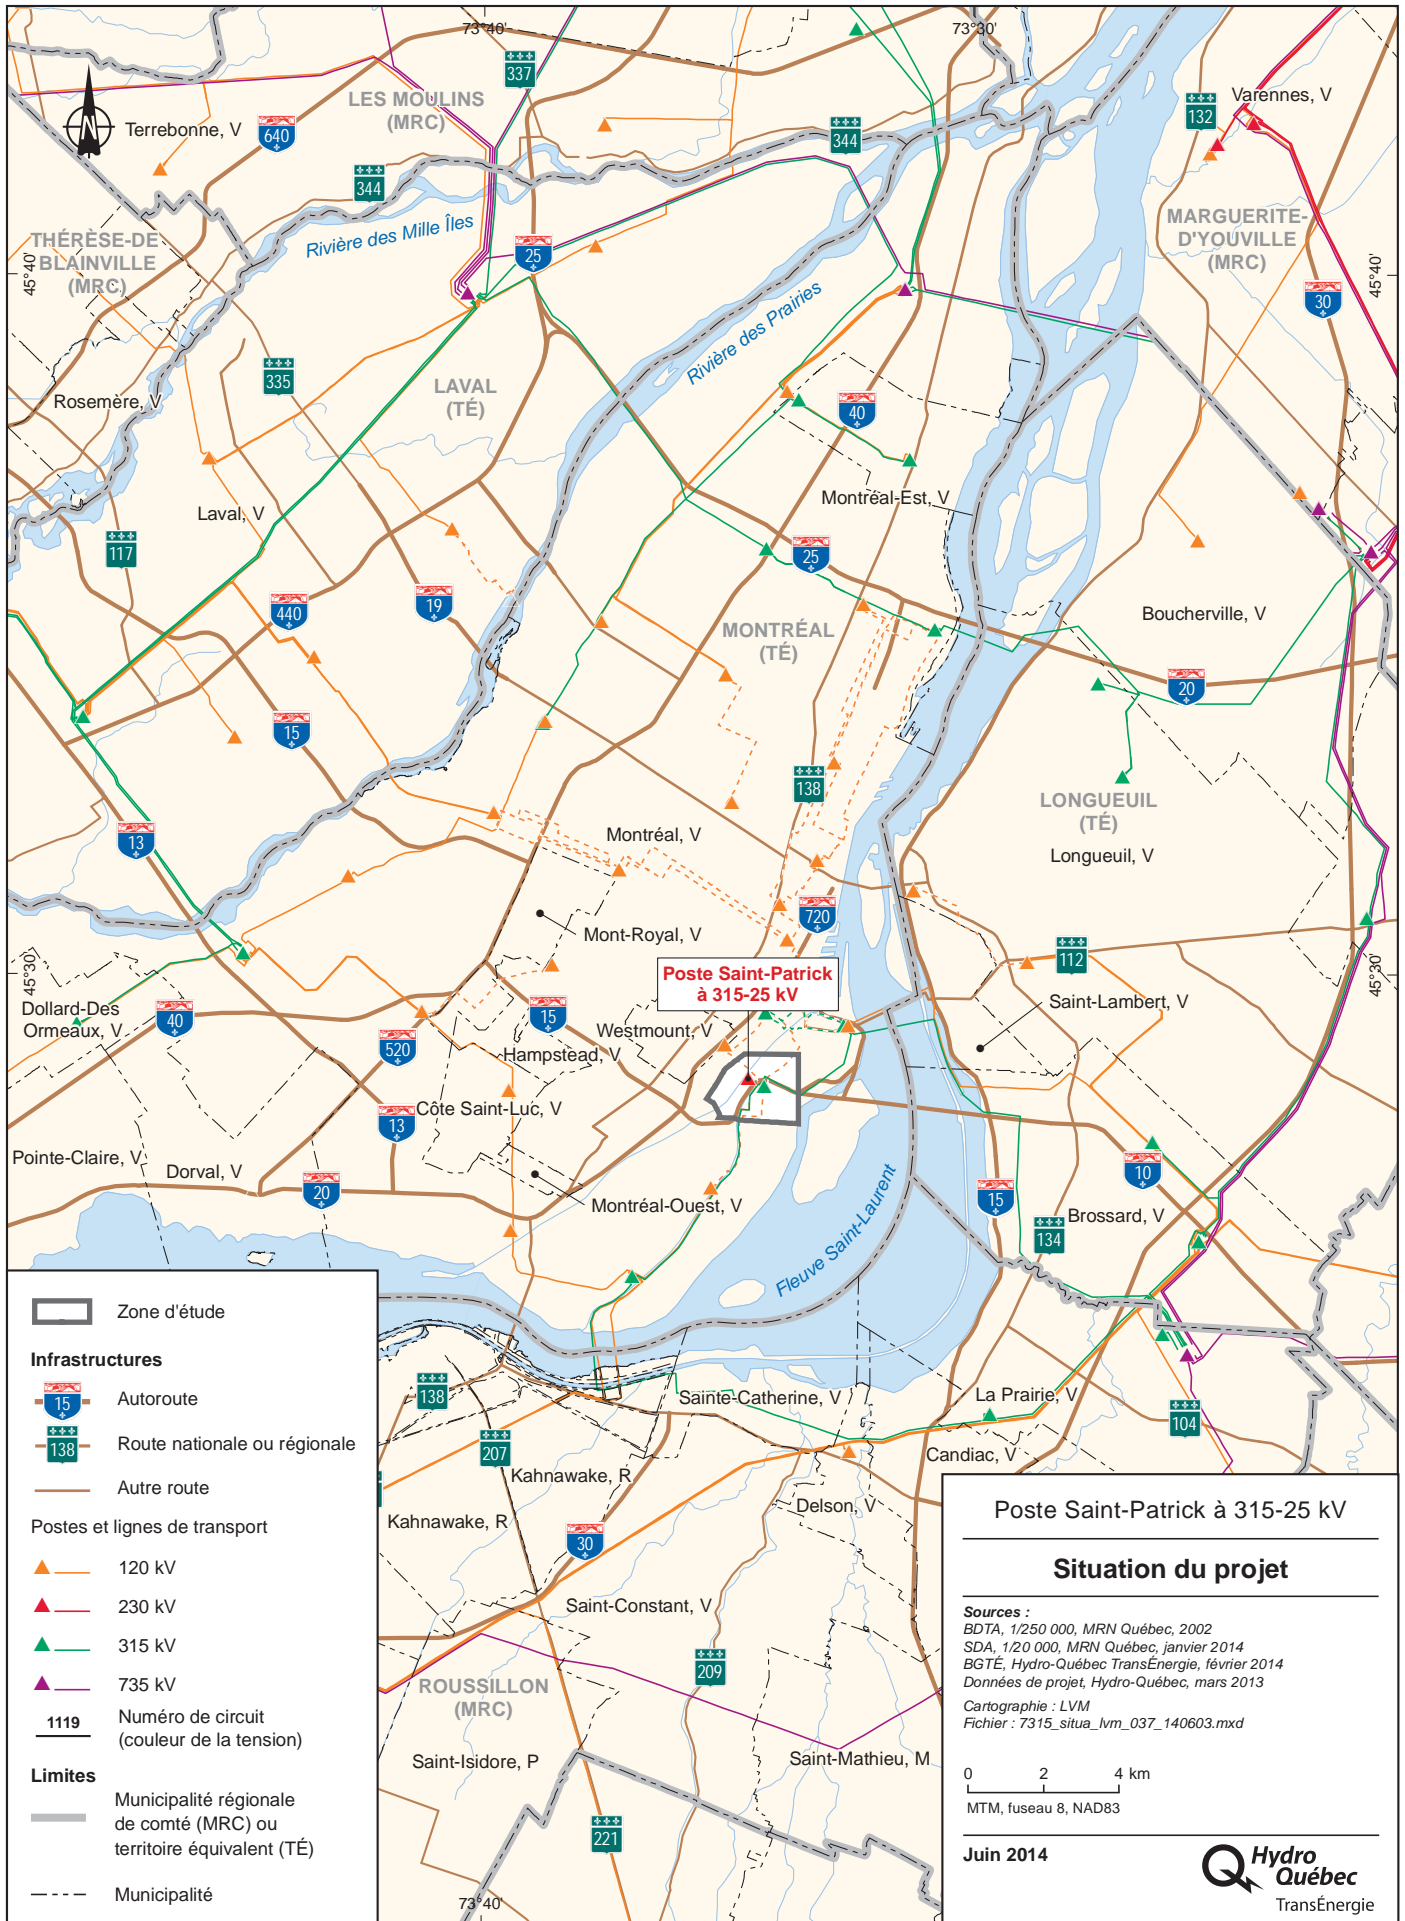 73°40'
73°30'
337
LES MOULINS
(MRC)
Terrebonne, V
640
N
344
344
132
Varennes, V
Rivière des Mille Îles
THÉRÈSE-DE
BLAINVILLE
(MRC)
MARGUERITE-
D'YOUVILLE
(MRC)
45°40'
45°40'
25
30
Rivière des Prairies
335
Rosemère, V
LAVAL
(TÉ)
40
Montréal-Est, V
Laval, V
117
25
440
19
Boucherville, V
MONTRÉAL
(TÉ)
20
15
138
LONGUEUIL
(TÉ)
13
Montréal, V
Longueuil, V
720
Mont-Royal, V
112
Poste Saint-Patrick
à 315-25 kV
45°30'
45°30'
Dollard-Des
Ormeaux, V
40
15
Westmount, V
Saint-Lambert, V
520
Hampstead, V
Côte Saint-Luc, V
13
Pointe-Claire, V
Dorval, V
20
10
15
Montréal-Ouest, V
Brossard, V
134
Fleuve Saint-Laurent
138
Sainte-Catherine, V
La Prairie, V
104
207
Kahnawake, R
Candiac, V
Kahnawake, R
Delson, V
30
Saint-Constant, V
209
ROUSSILLON
(MRC)
Saint-Isidore, P
Saint-Mathieu, M
221
73°40'
Zone d'étude
Infrastructures
15
Autoroute
138
Route nationale ou régionale
Autre route
Postes et lignes de transport
120 kV
230 kV
315 kV
735 kV
1119
Numéro de circuit
(couleur de la tension)
Limites
Municipalité régionale
de comté (MRC) ou
territoire équivalent (TÉ)
Municipalité
Poste Saint-Patrick à 315-25 kV
Situation du projet
Sources :
BDTA, 1/250 000, MRN Québec, 2002
SDA, 1/20 000, MRN Québec, janvier 2014
BGTÉ, Hydro-Québec TransÉnergie, février 2014
Données de projet, Hydro-Québec, mars 2013
Cartographie : LVM
Fichier : 7315_situa_lvm_037_140603.mxd
0 2 4 km
MTM, fuseau 8, NAD83
Juin 2014
Hydro
Québec
TransÉnergie